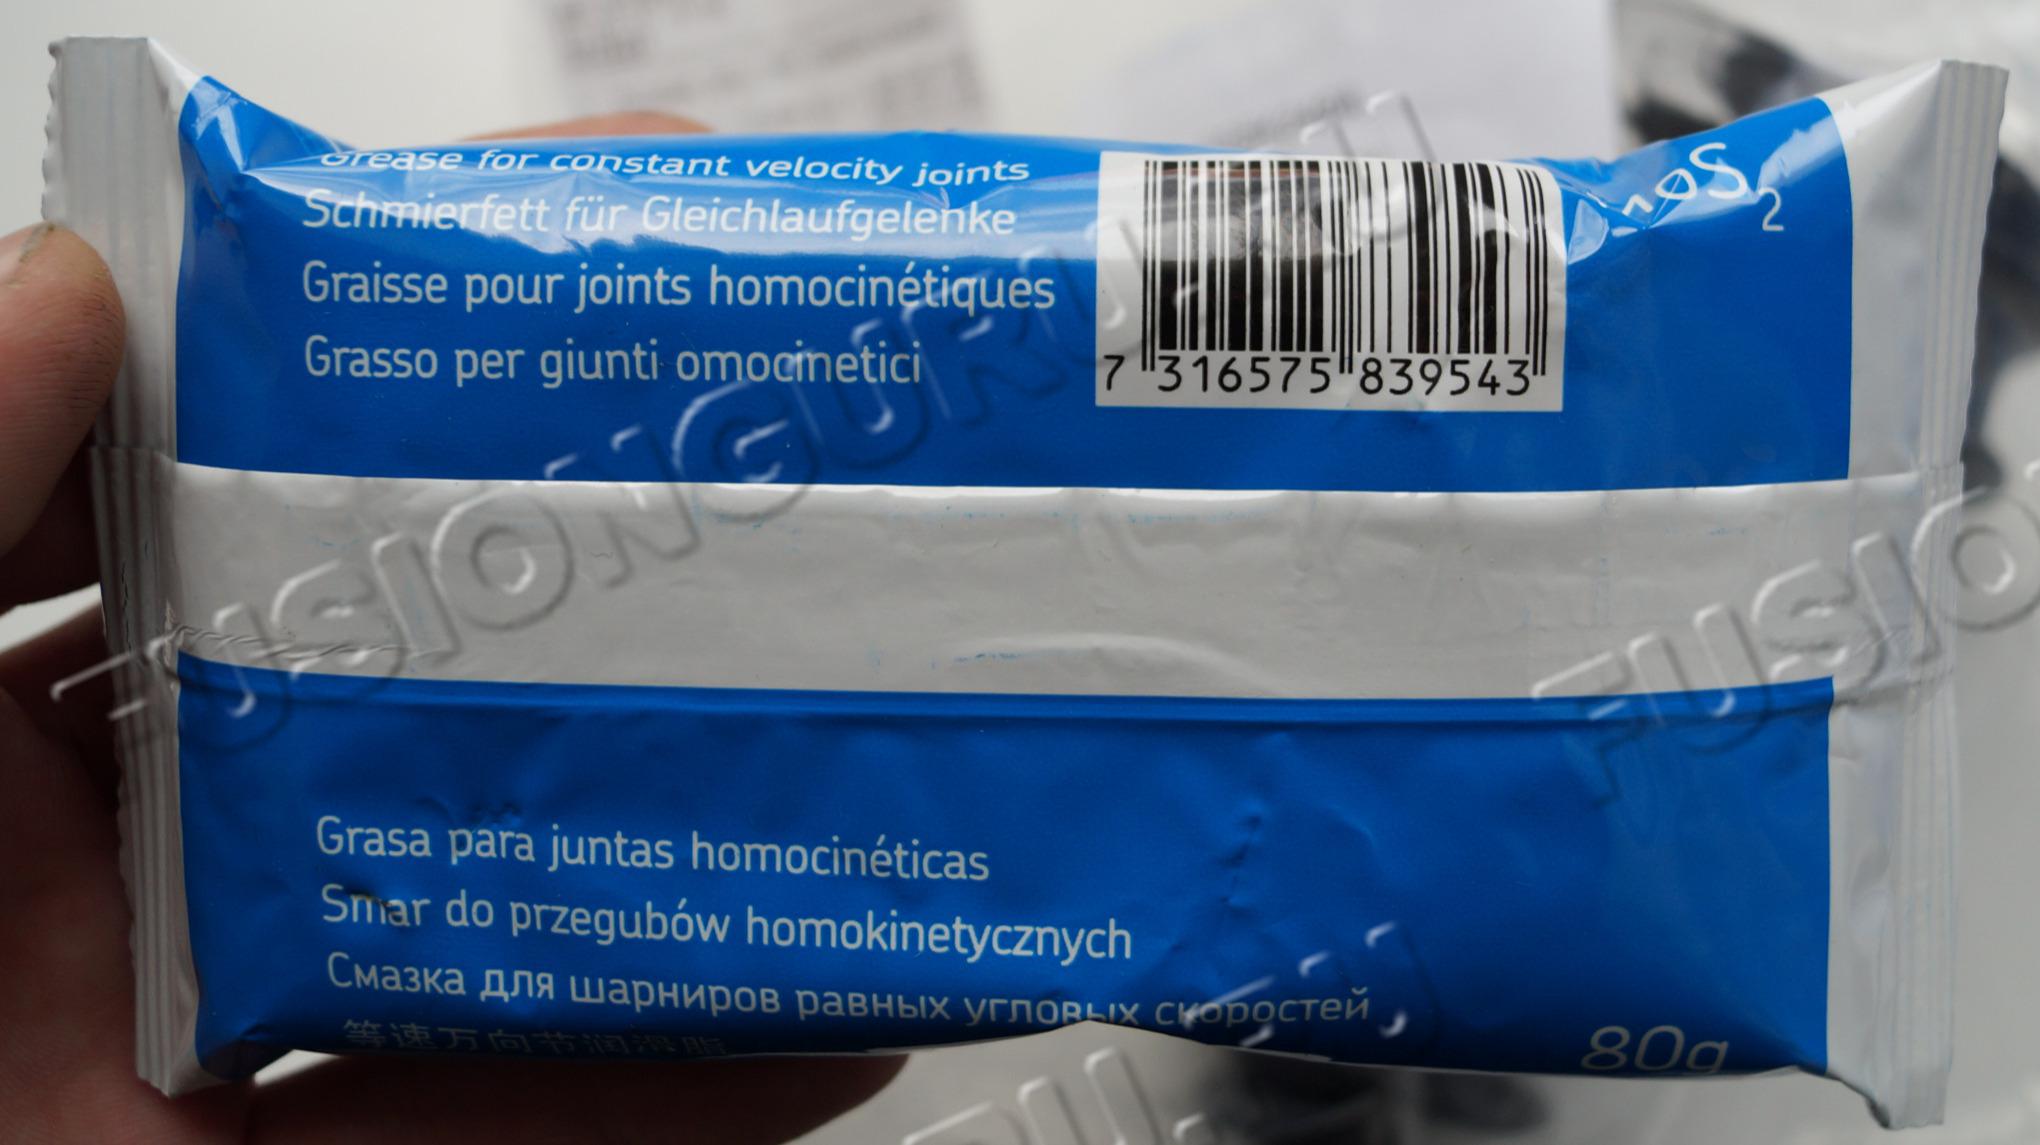 Grease for constant velocity joints
Schmierfett für Gleichlaufgelenke
Graisse pour joints homocinétiques
Grasso per giunti omocinetici
7 316575 839543
Grasa para juntas homocinéticas
Smar do przegubów homokinetycznych
Смазка для шарниров равных угловых скоростей
等速万向节润滑脂
80g
FUSIONGURU.RU